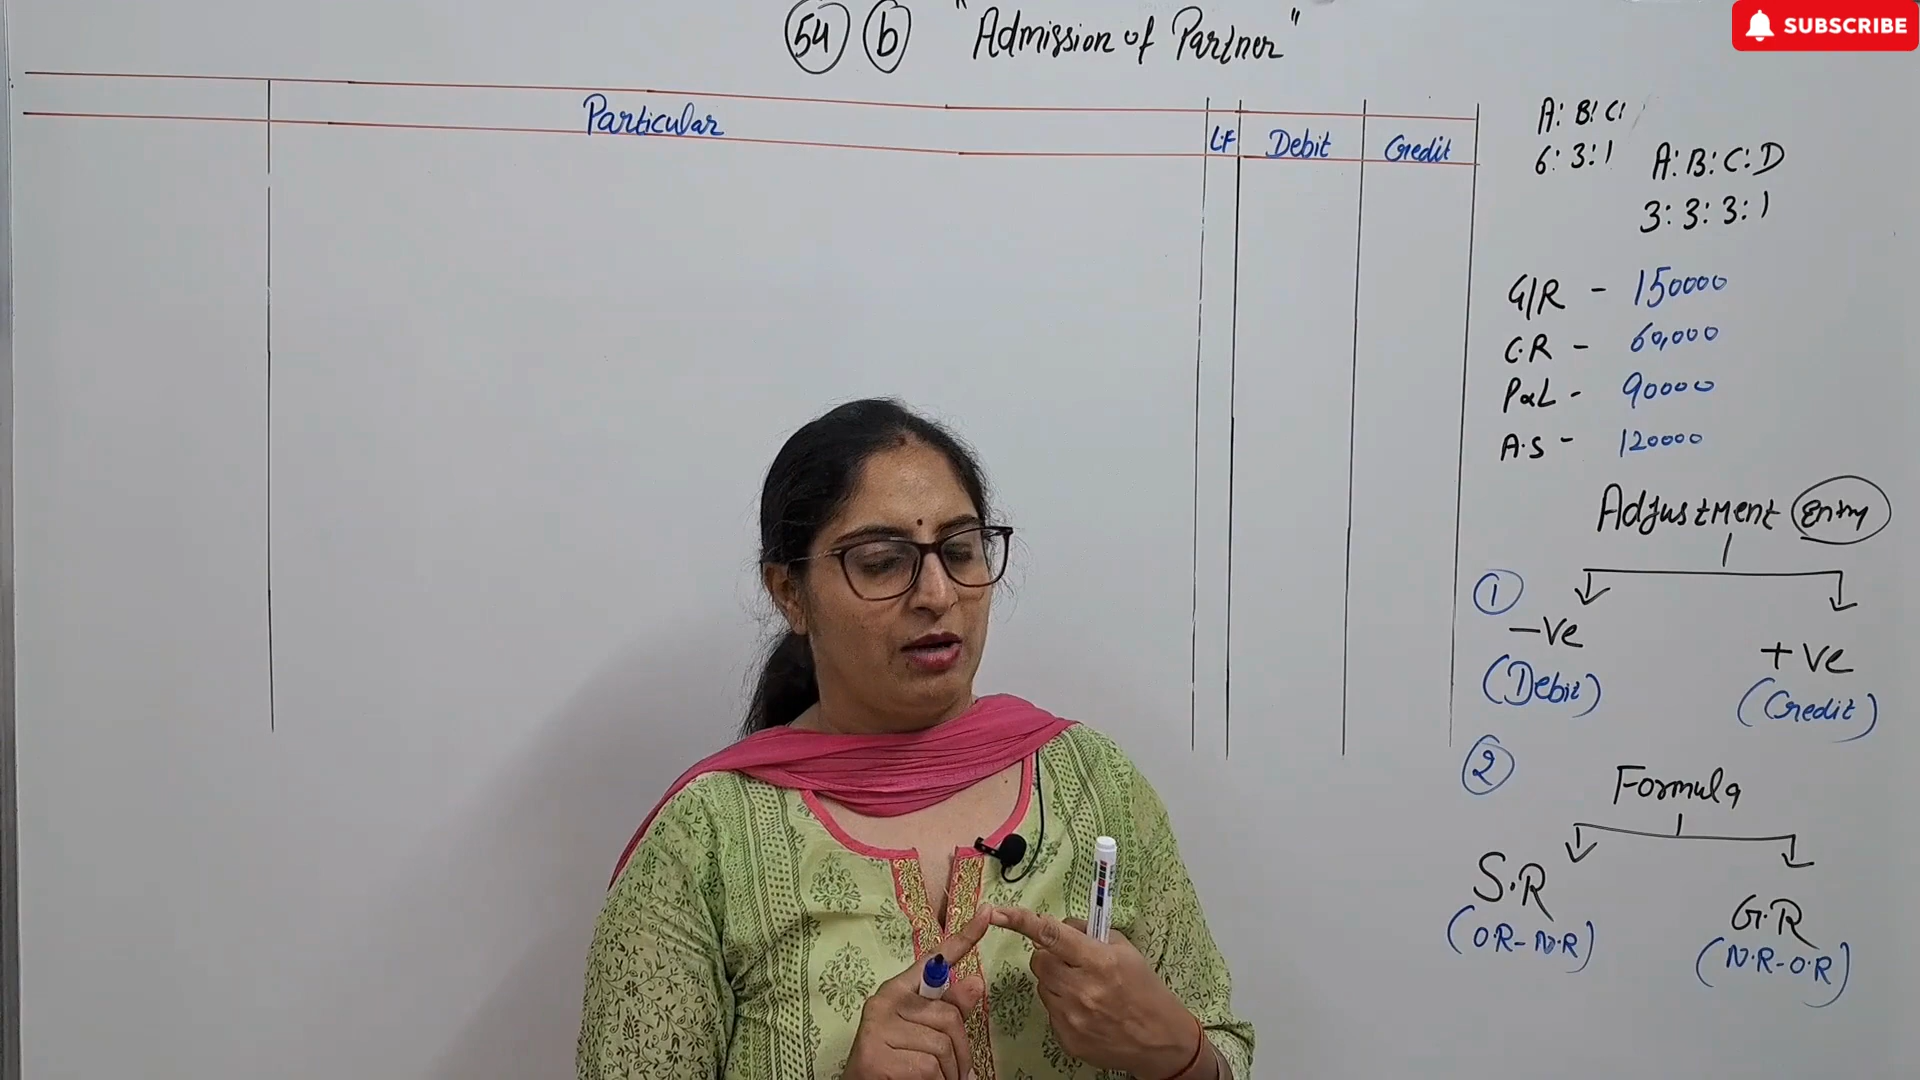 54 b "Admission of Partner"
SUBSCRIBE
Particular L.F Debit Credit
A: B: C:
6: 3: 1
A: B: C: D
3: 3: 3: 1
G/R - 150000
C.R - 60,000
P&L - 90000
A.S - 120000
Adjustment Entry
1
-Ve +Ve
(Debit) (Credit)
2
Formula
S.R G.R
(OR-N.R) (N.R-O.R)